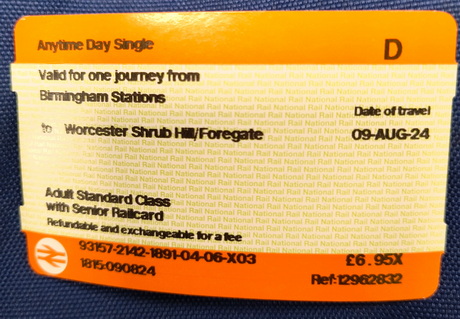 Anytime Day Single
D
Valid for one journey from
Birmingham Stations
Date of travel
to Worcester Shrub Hill/Foregate 09-AUG-24
Adult Standard Class
with Senior Railcard
Refundable and exchangeable for a fee
93157-2142-1891-04-06-X03 £6.95X
1815:090824 Ref:12962832